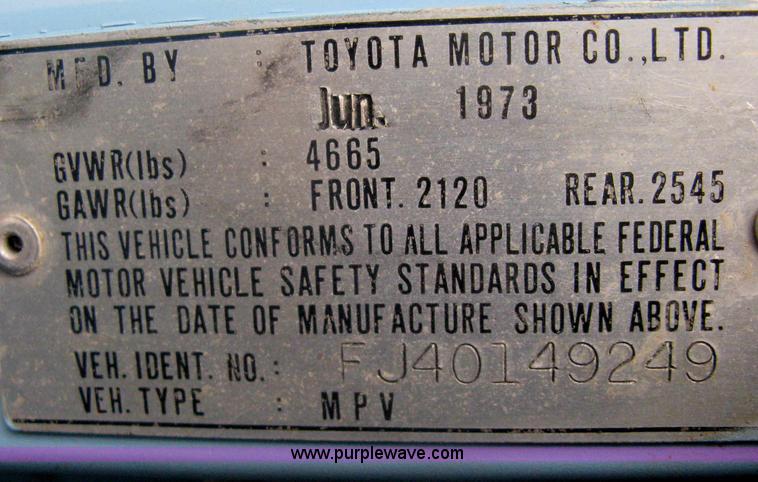 MFD. BY : TOYOTA MOTOR CO.,LTD.
Jun. 1973
GVWR(lbs) : 4665
GAWR(lbs) : FRONT. 2120 REAR. 2545
THIS VEHICLE CONFORMS TO ALL APPLICABLE FEDERAL
MOTOR VEHICLE SAFETY STANDARDS IN EFFECT
ON THE DATE OF MANUFACTURE SHOWN ABOVE.
VEH. IDENT. NO. : FJ40149249
VEH. TYPE : MPV
www.purplewave.com